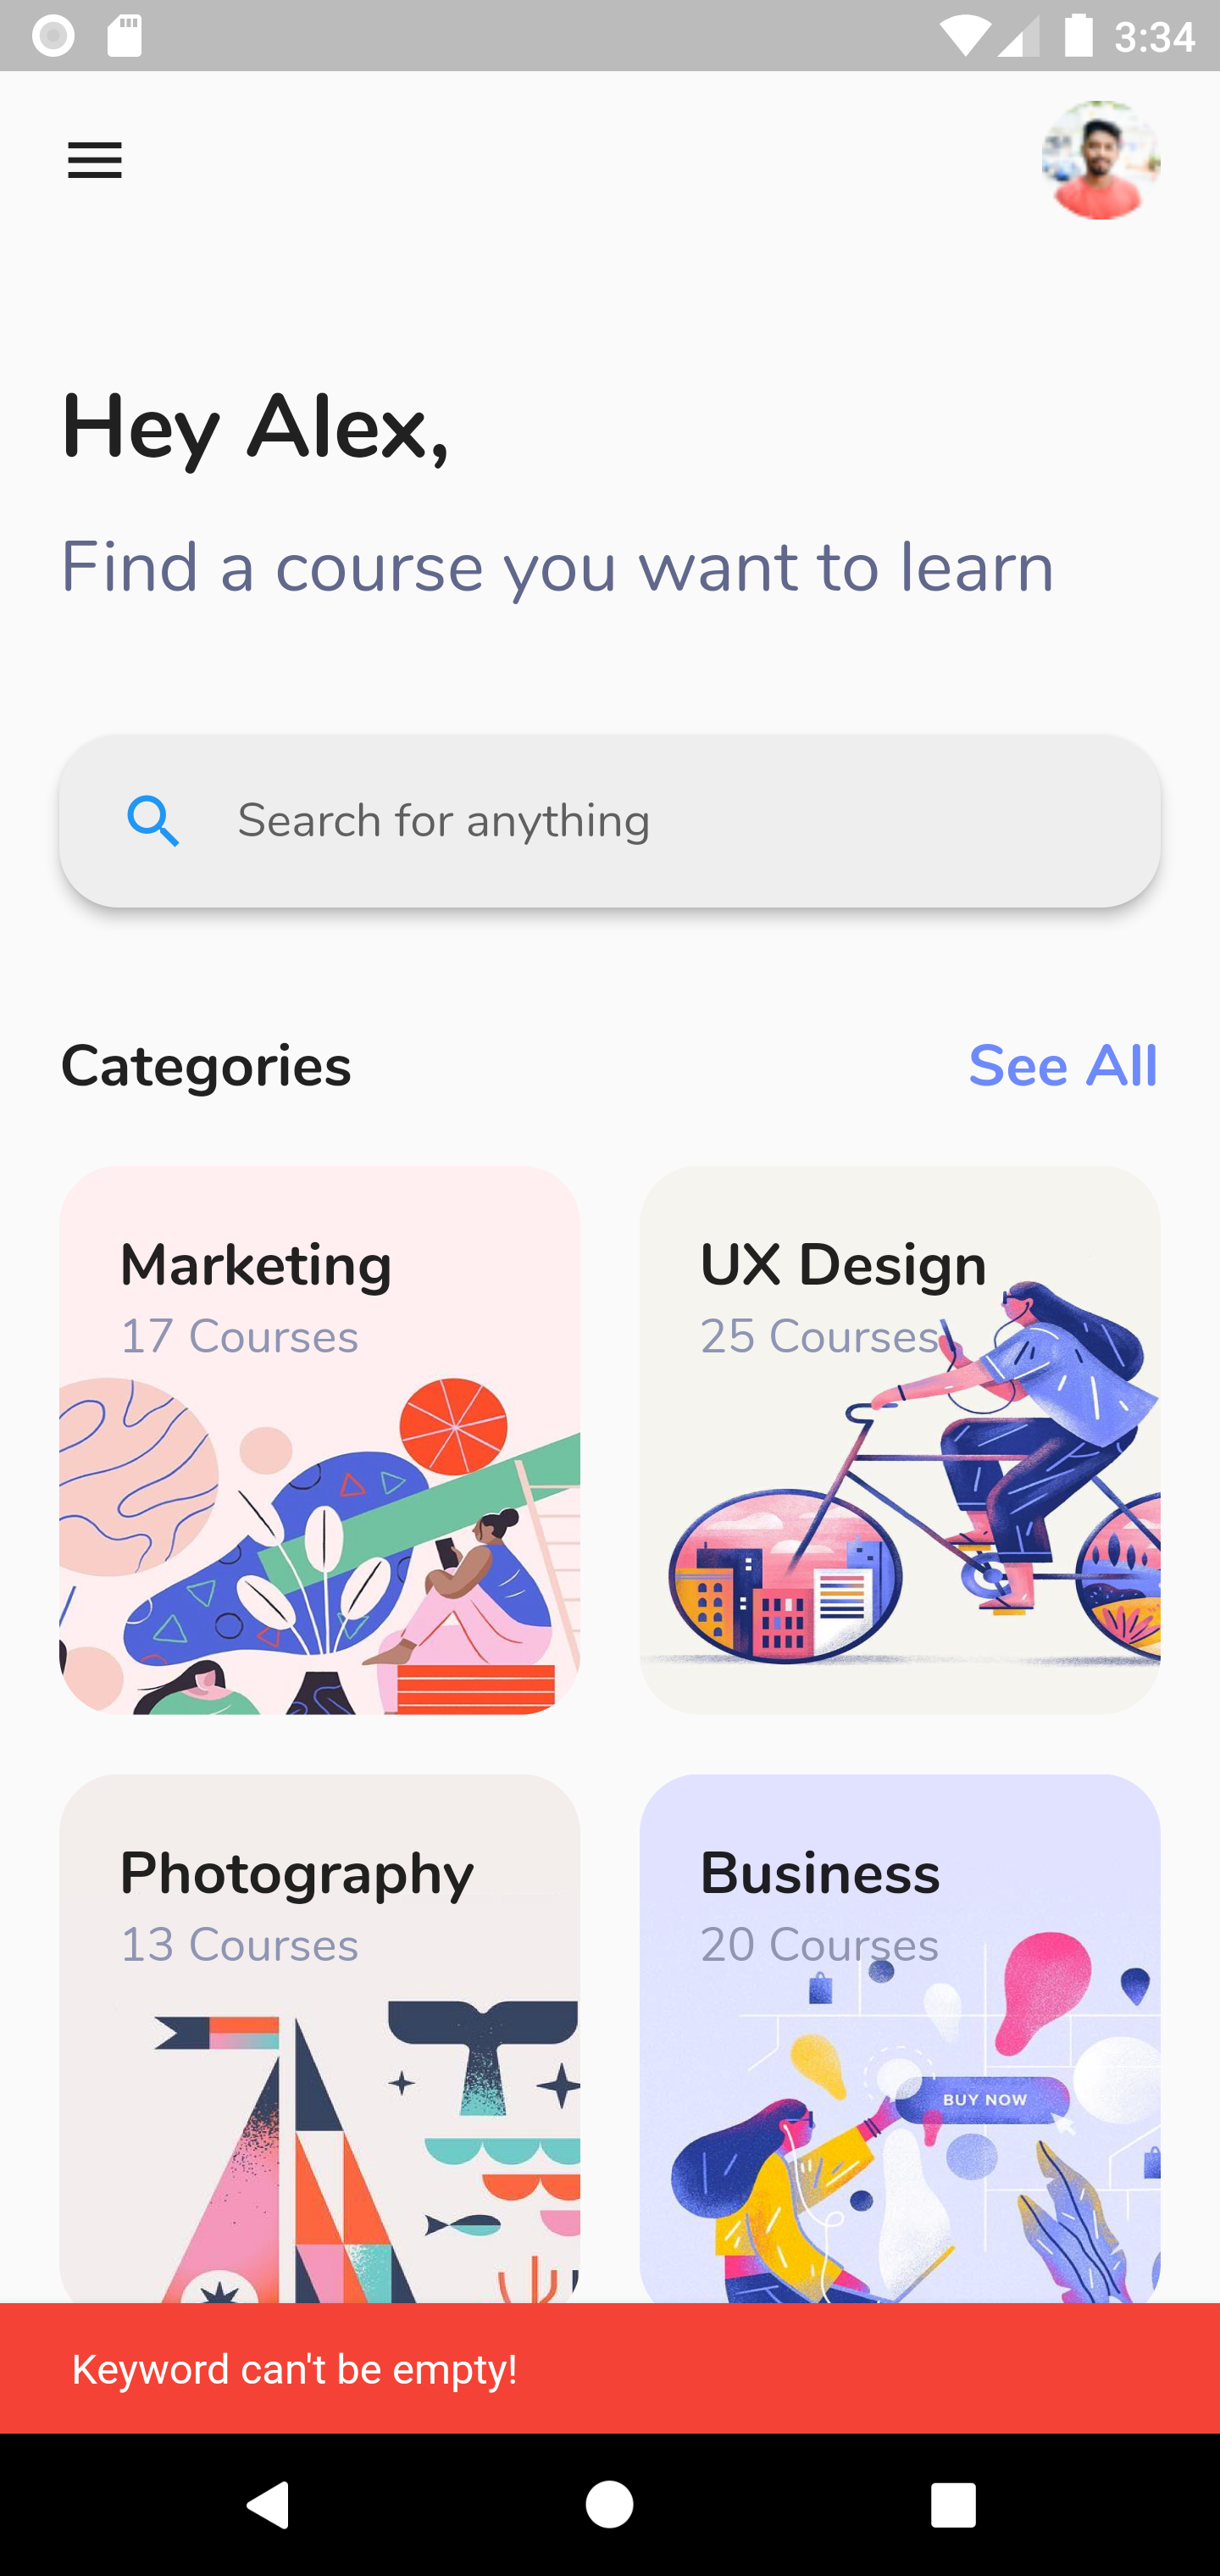 3:34
Hey Alex,
Find a course you want to learn
Search for anything
Categories
See All
Marketing
17 Courses
UX Design
25 Courses
Photography
13 Courses
Business
20 Courses
BUY NOW
Keyword can't be empty!